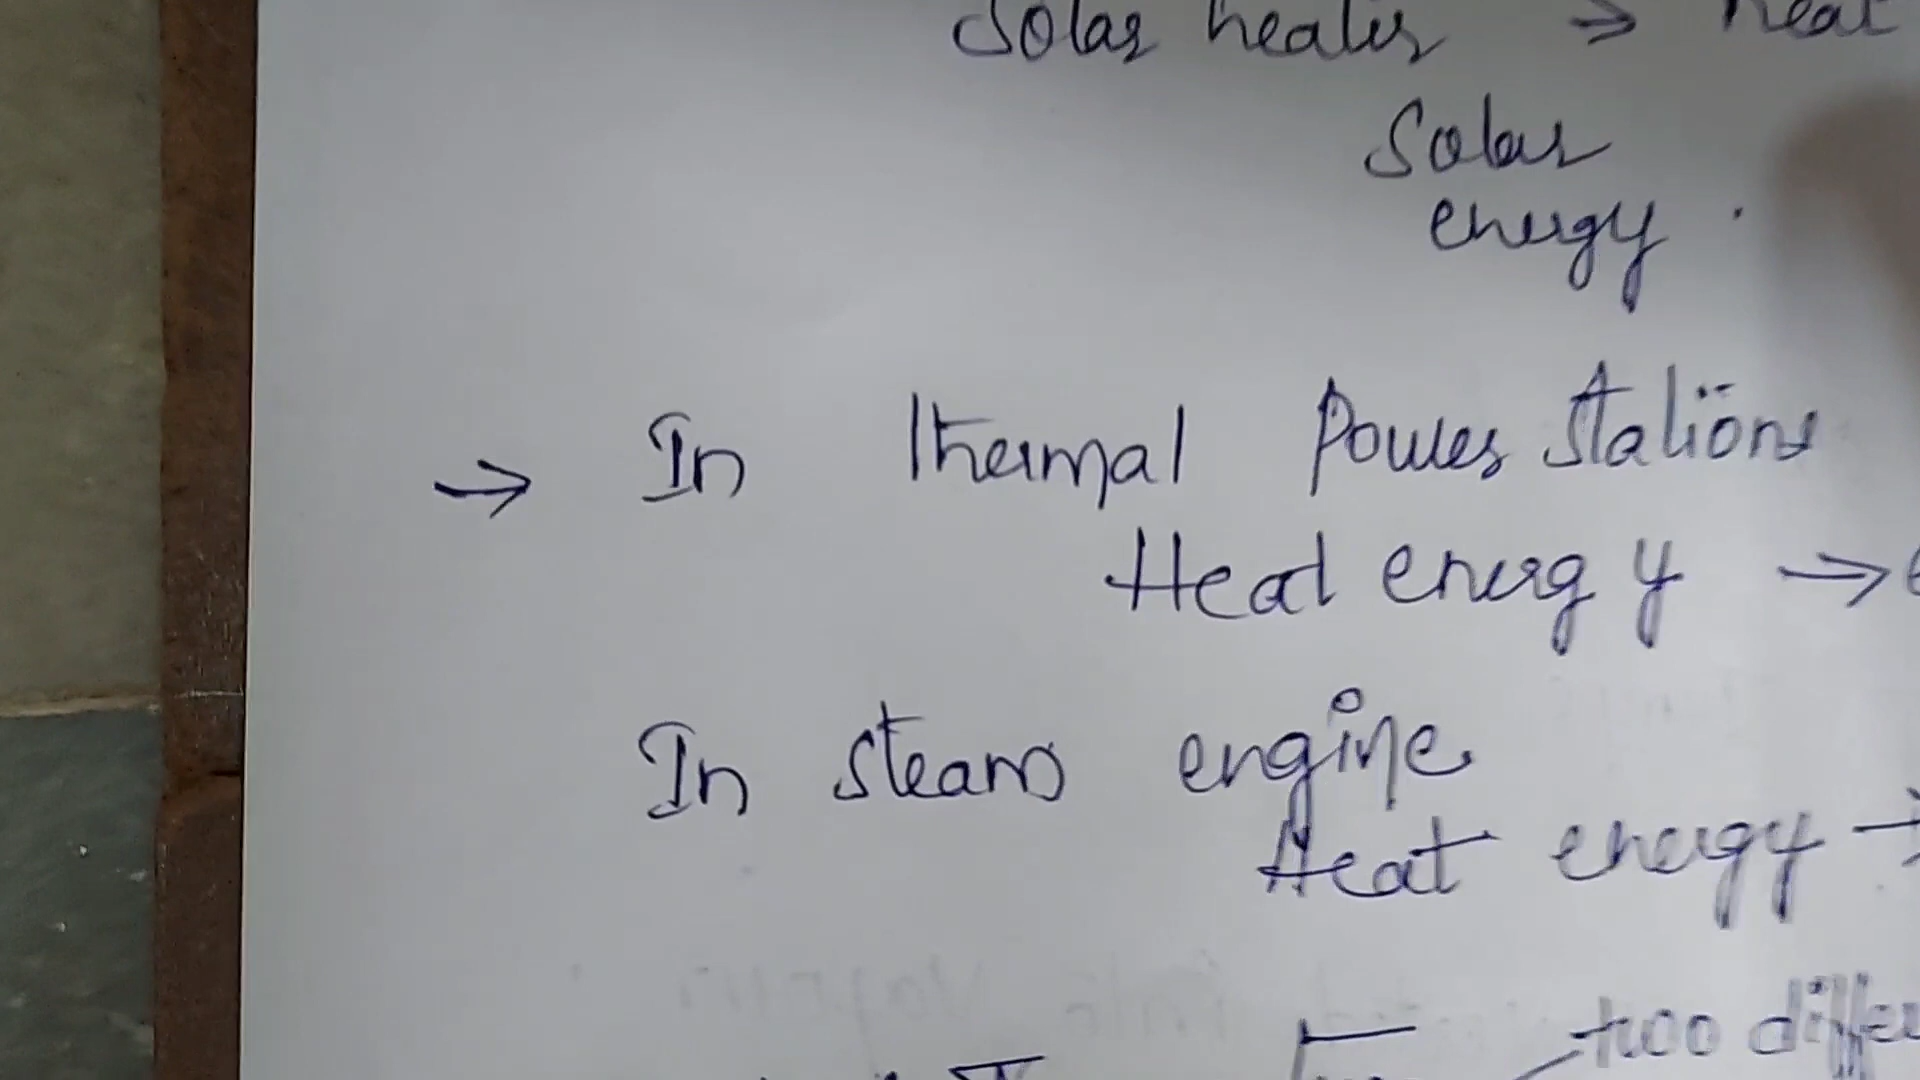 Solar heater → heat
Solar
energy .
→ In thermal Power Stations
Heat energy →
In steam engine
Heat energy →
two differ